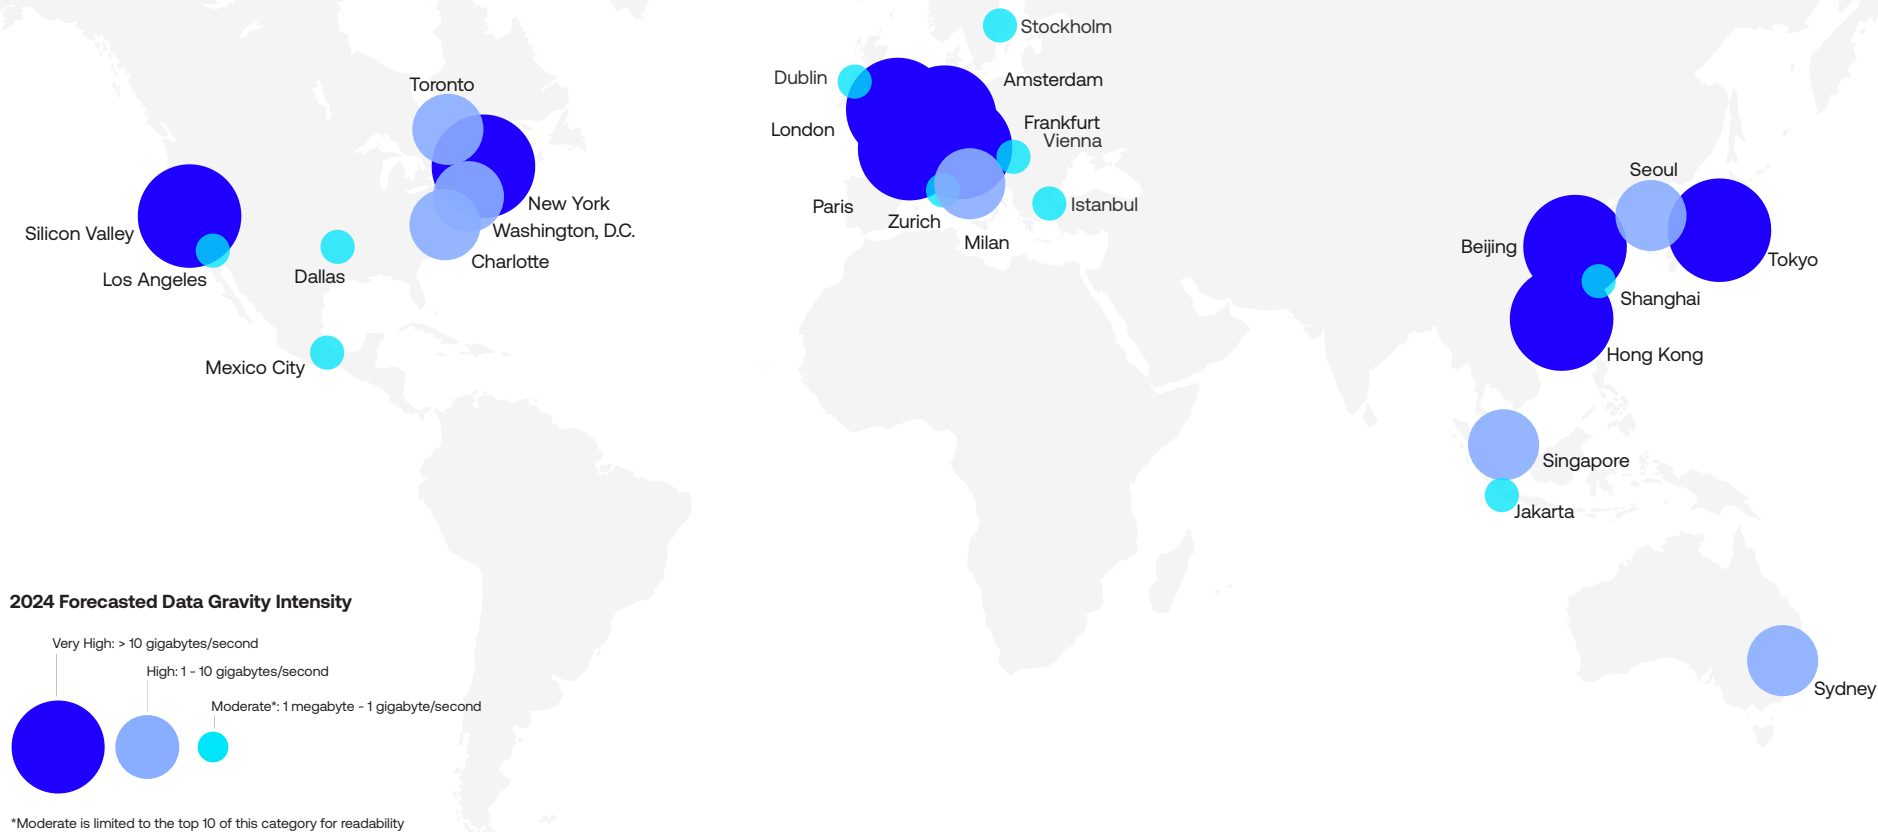 Stockholm
Dublin
Amsterdam
Toronto
London
Frankfurt
Vienna
Seoul
New York
Paris
Istanbul
Silicon Valley
Zurich
Washington, D.C.
Milan
Beijing
Tokyo
Los Angeles
Dallas
Charlotte
Shanghai
Mexico City
Hong Kong
Singapore
Jakarta
2024 Forecasted Data Gravity Intensity
Very High: > 10 gigabytes/second
High: 1 - 10 gigabytes/second
Moderate*: 1 megabyte - 1 gigabyte/second
Sydney
*Moderate is limited to the top 10 of this category for readability